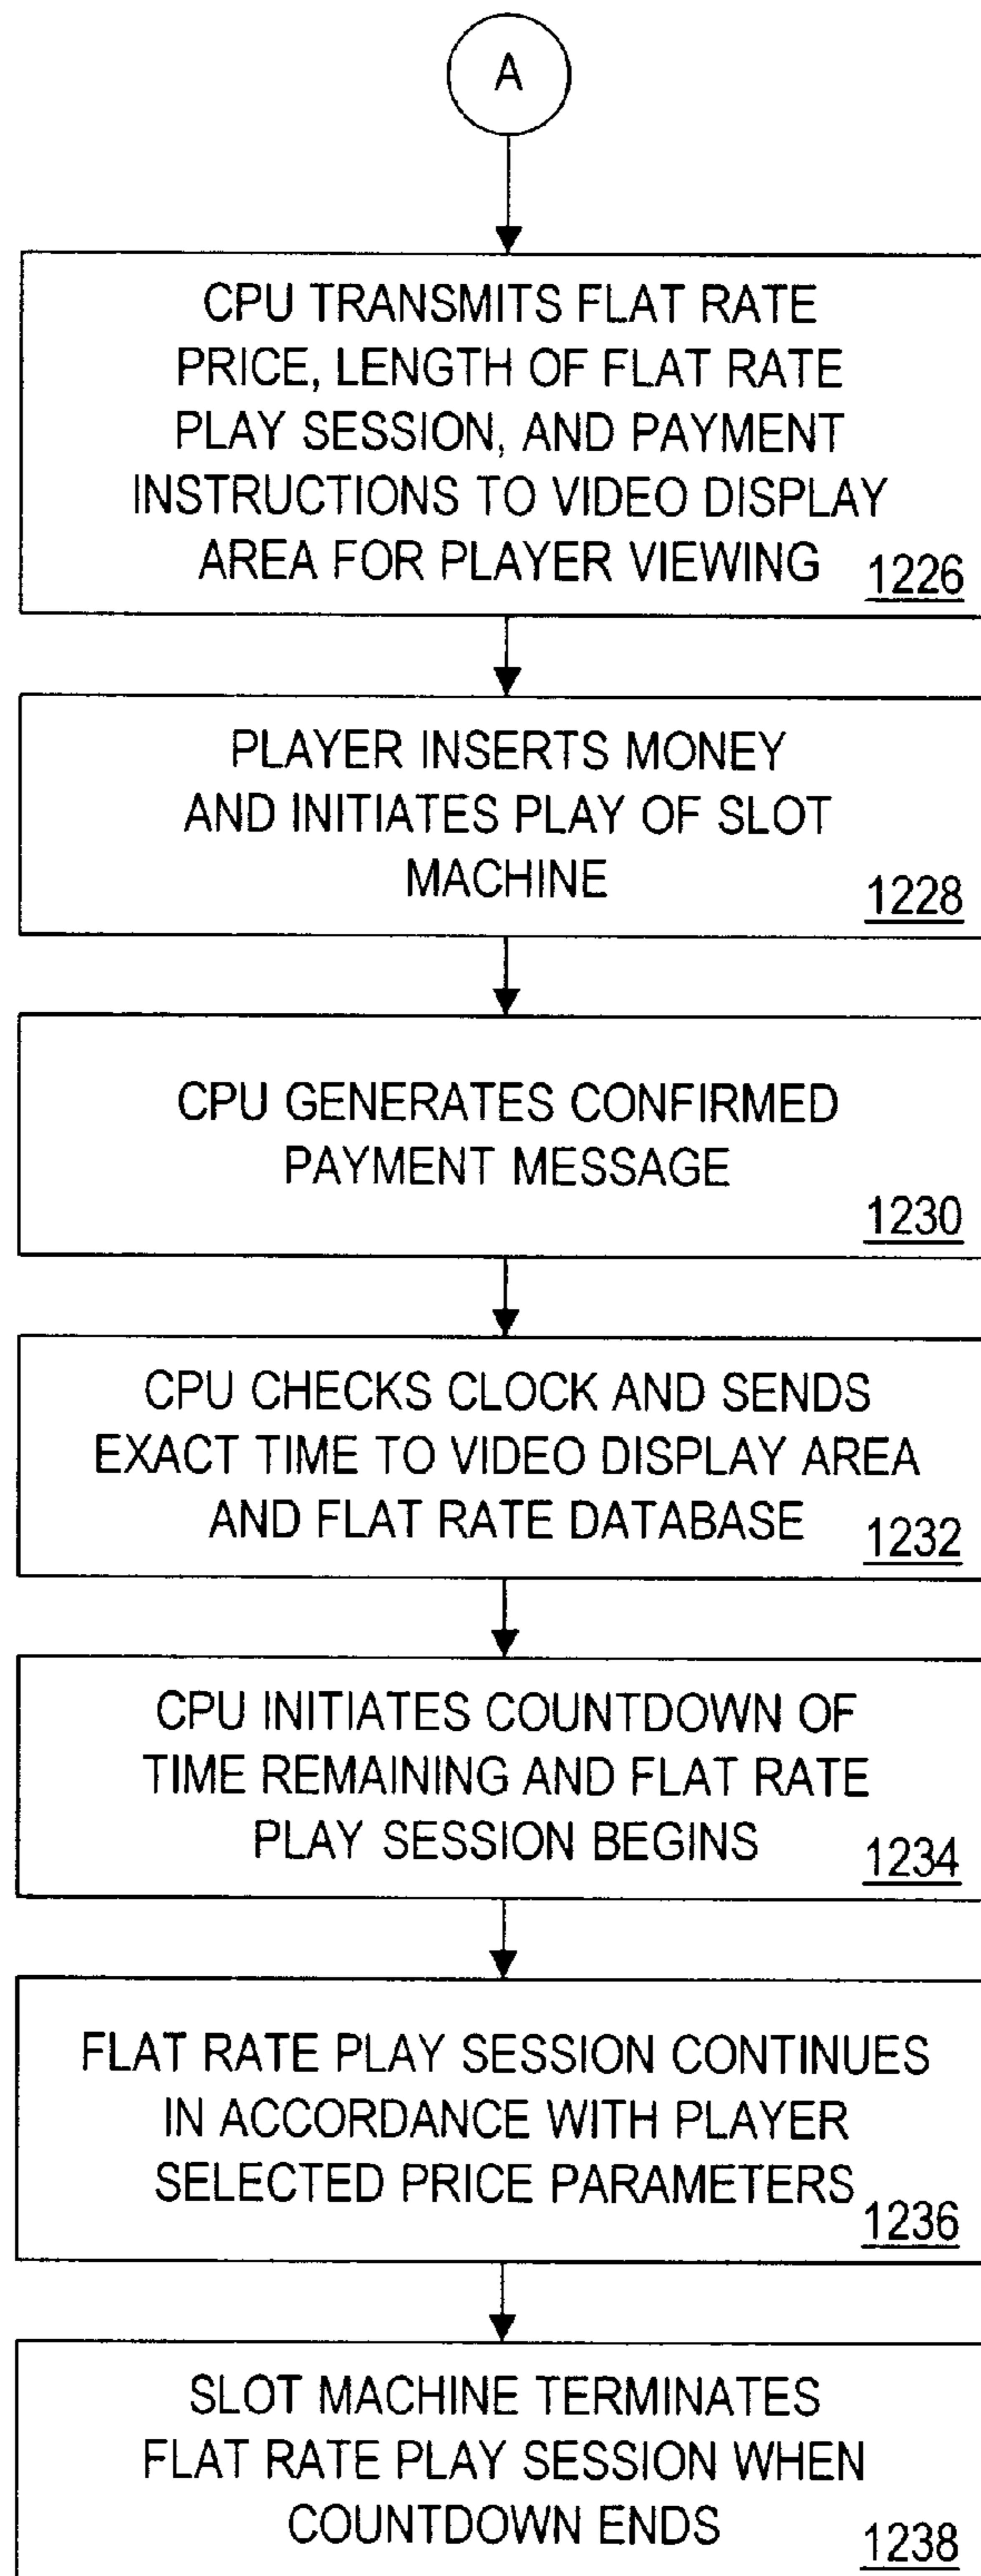 A
CPU TRANSMITS FLAT RATE
PRICE, LENGTH OF FLAT RATE
PLAY SESSION, AND PAYMENT
INSTRUCTIONS TO VIDEO DISPLAY
AREA FOR PLAYER VIEWING
1226
PLAYER INSERTS MONEY
AND INITIATES PLAY OF SLOT
MACHINE
1228
CPU GENERATES CONFIRMED
PAYMENT MESSAGE
1230
CPU CHECKS CLOCK AND SENDS
EXACT TIME TO VIDEO DISPLAY AREA
AND FLAT RATE DATABASE
1232
CPU INITIATES COUNTDOWN OF
TIME REMAINING AND FLAT RATE
PLAY SESSION BEGINS
1234
FLAT RATE PLAY SESSION CONTINUES
IN ACCORDANCE WITH PLAYER
SELECTED PRICE PARAMETERS
1236
SLOT MACHINE TERMINATES
FLAT RATE PLAY SESSION WHEN
COUNTDOWN ENDS
1238